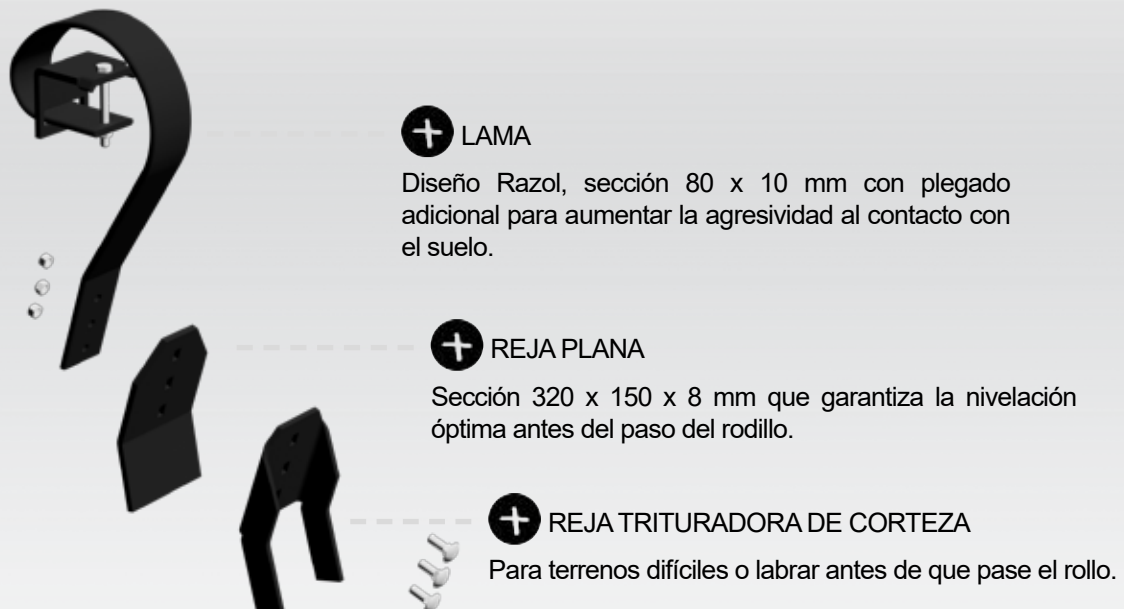 LAMA
Diseño Razol, sección 80 x 10 mm con plegado
adicional para aumentar la agresividad al contacto con
el suelo.
REJA PLANA
Sección 320 x 150 x 8 mm que garantiza la nivelación
óptima antes del paso del rodillo.
REJA TRITURADORA DE CORTEZA
Para terrenos difíciles o labrar antes de que pase el rollo.